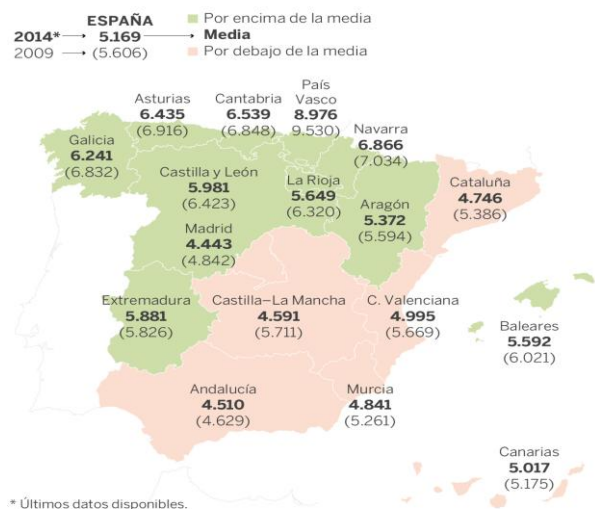 ESPAÑA
2014* → 5.169 → Media
2009 → (5.606)
Por encima de la media
Por debajo de la media
Asturias
6.435
(6.916)
Cantabria
6.539
(6.848)
País
Vasco
8.976
9.530)
Navarra
6.866
(7.034)
Galicia
6.241
(6.832)
Castilla y León
5.981
(6.423)
La Rioja
5.649
(6.320)
Aragón
5.372
(5.594)
Cataluña
4.746
(5.386)
Madrid
4.443
(4.842)
Extremadura
5.881
(5.826)
Castilla–La Mancha
4.591
(5.711)
C. Valenciana
4.995
(5.669)
Baleares
5.592
(6.021)
Andalucía
4.510
(4.629)
Murcia
4.841
(5.261)
Canarias
5.017
(5.175)
* Últimos datos disponibles.